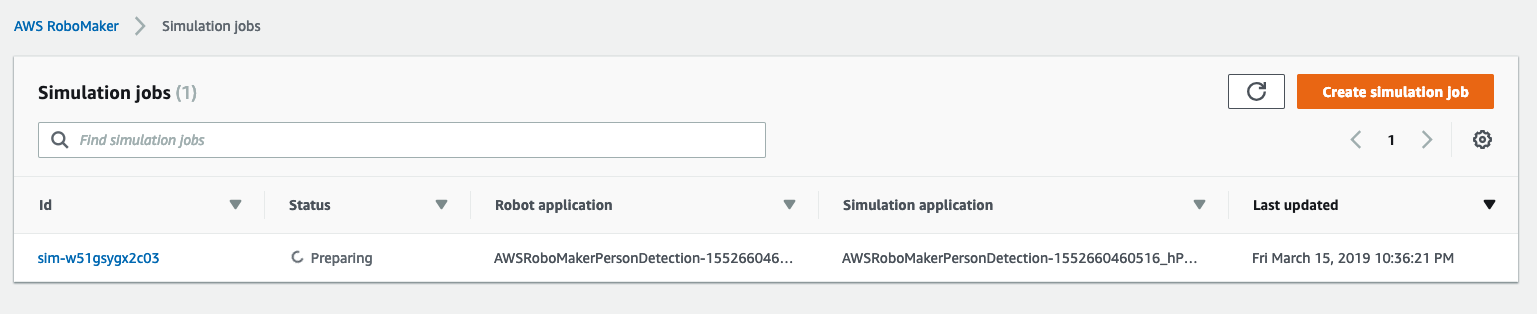 AWS RoboMaker Simulation jobs
Simulation jobs (1)
Create simulation job
Find simulation jobs
1
Id Status Robot application Simulation application Last updated
sim-w51gsygx2c03 Preparing AWSRoboMakerPersonDetection-155266046... AWSRoboMakerPersonDetection-1552660460516_hP... Fri March 15, 2019 10:36:21 PM